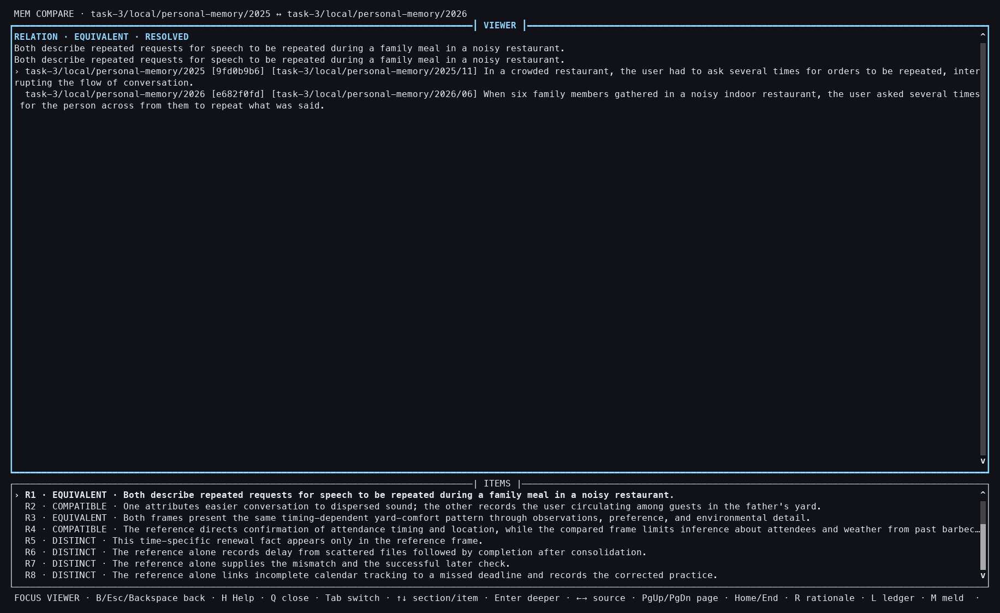 MEM COMPARE · task-3/local/personal-memory/2025 ↔ task-3/local/personal-memory/2026
VIEWER
RELATION · EQUIVALENT · RESOLVED
Both describe repeated requests for speech to be repeated during a family meal in a noisy restaurant.
Both describe repeated requests for speech to be repeated during a family meal in a noisy restaurant.
› task-3/local/personal-memory/2025 [9fd0b9b6] [task-3/local/personal-memory/2025/11] In a crowded restaurant, the user had to ask several times for orders to be repeated, inter
rupting the flow of conversation.
task-3/local/personal-memory/2026 [e682f0fd] [task-3/local/personal-memory/2026/06] When six family members gathered in a noisy indoor restaurant, the user asked several times
for the person across from them to repeat what was said.
ITEMS
› R1 · EQUIVALENT · Both describe repeated requests for speech to be repeated during a family meal in a noisy restaurant.
R2 · COMPATIBLE · One attributes easier conversation to dispersed sound; the other records the user circulating among guests in the father's yard.
R3 · EQUIVALENT · Both frames present the same timing-dependent yard-comfort pattern through observations, preference, and environmental detail.
R4 · COMPATIBLE · The reference directs confirmation of attendance timing and location, while the compared frame limits inference about attendees and weather from past barbec…
R5 · DISTINCT · This time-specific renewal fact appears only in the reference frame.
R6 · DISTINCT · The reference alone records delay from scattered files followed by completion after consolidation.
R7 · DISTINCT · The reference alone supplies the mismatch and the successful later check.
R8 · DISTINCT · The reference alone links incomplete calendar tracking to a missed deadline and records the corrected practice.
FOCUS VIEWER · B/Esc/Backspace back · H Help · Q close · Tab switch · ↑↓ section/item · Enter deeper · ←→ source · PgUp/PgDn page · Home/End · R rationale · L ledger · M meld ·